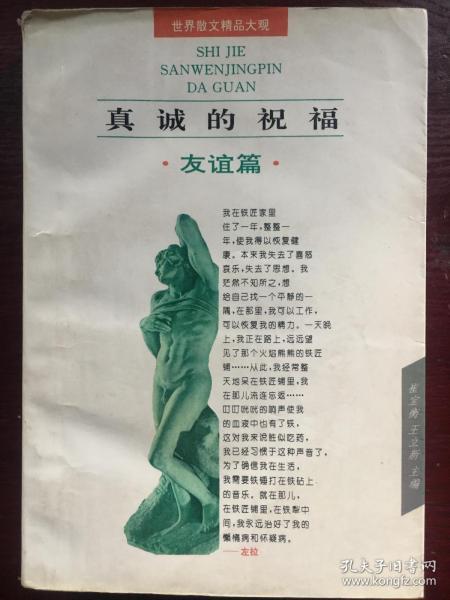 世界散文精品大观
SHI JIE
SANWENJINGPIN
DA GUAN
真诚的祝福
·友谊篇·
我在铁匠家里
住了一年，整整一
年，使我得以恢复健
康。本来我失去了喜怒
哀乐，失去了思想。我
茫然不知所之，想
给自己找一个平静的一
隅，在那里，我可以工作，
可以恢复我的精力。一天晚
上，我正在路上，远远望
见了那个火焰熊熊的铁匠
铺……从此，我经常整
天地呆在铁匠铺里，我
在那儿流连忘返……
叮叮咣咣的响声使我
的血液中也有了铁，
这对我来说胜似吃药，
我已经习惯于这种声音了，
为了确信我在生活，
我需要铁锤打在铁砧上
的音乐。就在那儿，
在铁匠铺里，在铁犁中
间，我永远治好了我的
懒惰病和怀疑病。
——左拉
崔宝衡 王立新 主编
孔夫子旧书网
www.kongfz.com